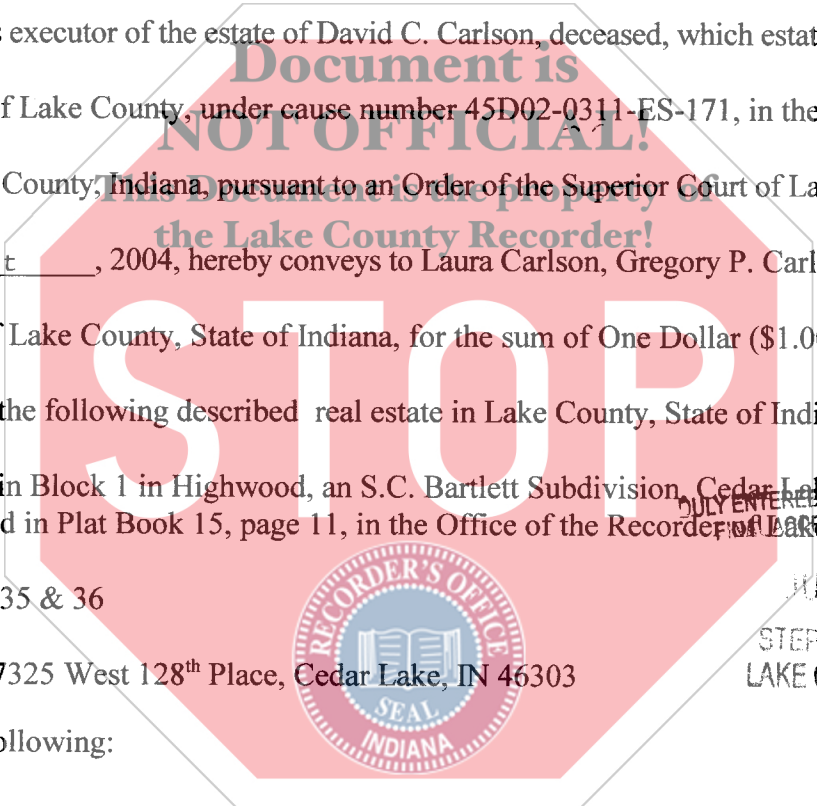 s executor of the estate of David C. Carlson, deceased, which estat
Document is
f Lake County, under cause number 45D02-0311-ES-171, in the
NOT OFFICIAL!
County, Indiana, pursuant to an Order of the Superior Court of La
This Document is the property of
the Lake County Recorder!
t ______, 2004, hereby conveys to Laura Carlson, Gregory P. Carl
STOP
f Lake County, State of Indiana, for the sum of One Dollar ($1.0
the following described real estate in Lake County, State of Indi
in Block 1 in Highwood, an S.C. Bartlett Subdivision, Cedar Lak
DULY ENTERED
d in Plat Book 15, page 11, in the Office of the Recorder of Lake
RECORDER'S OFFICE
35 & 36
STEP
7325 West 128th Place, Cedar Lake, IN 46303
LAKE
SEAL
INDIANA
ollowing: